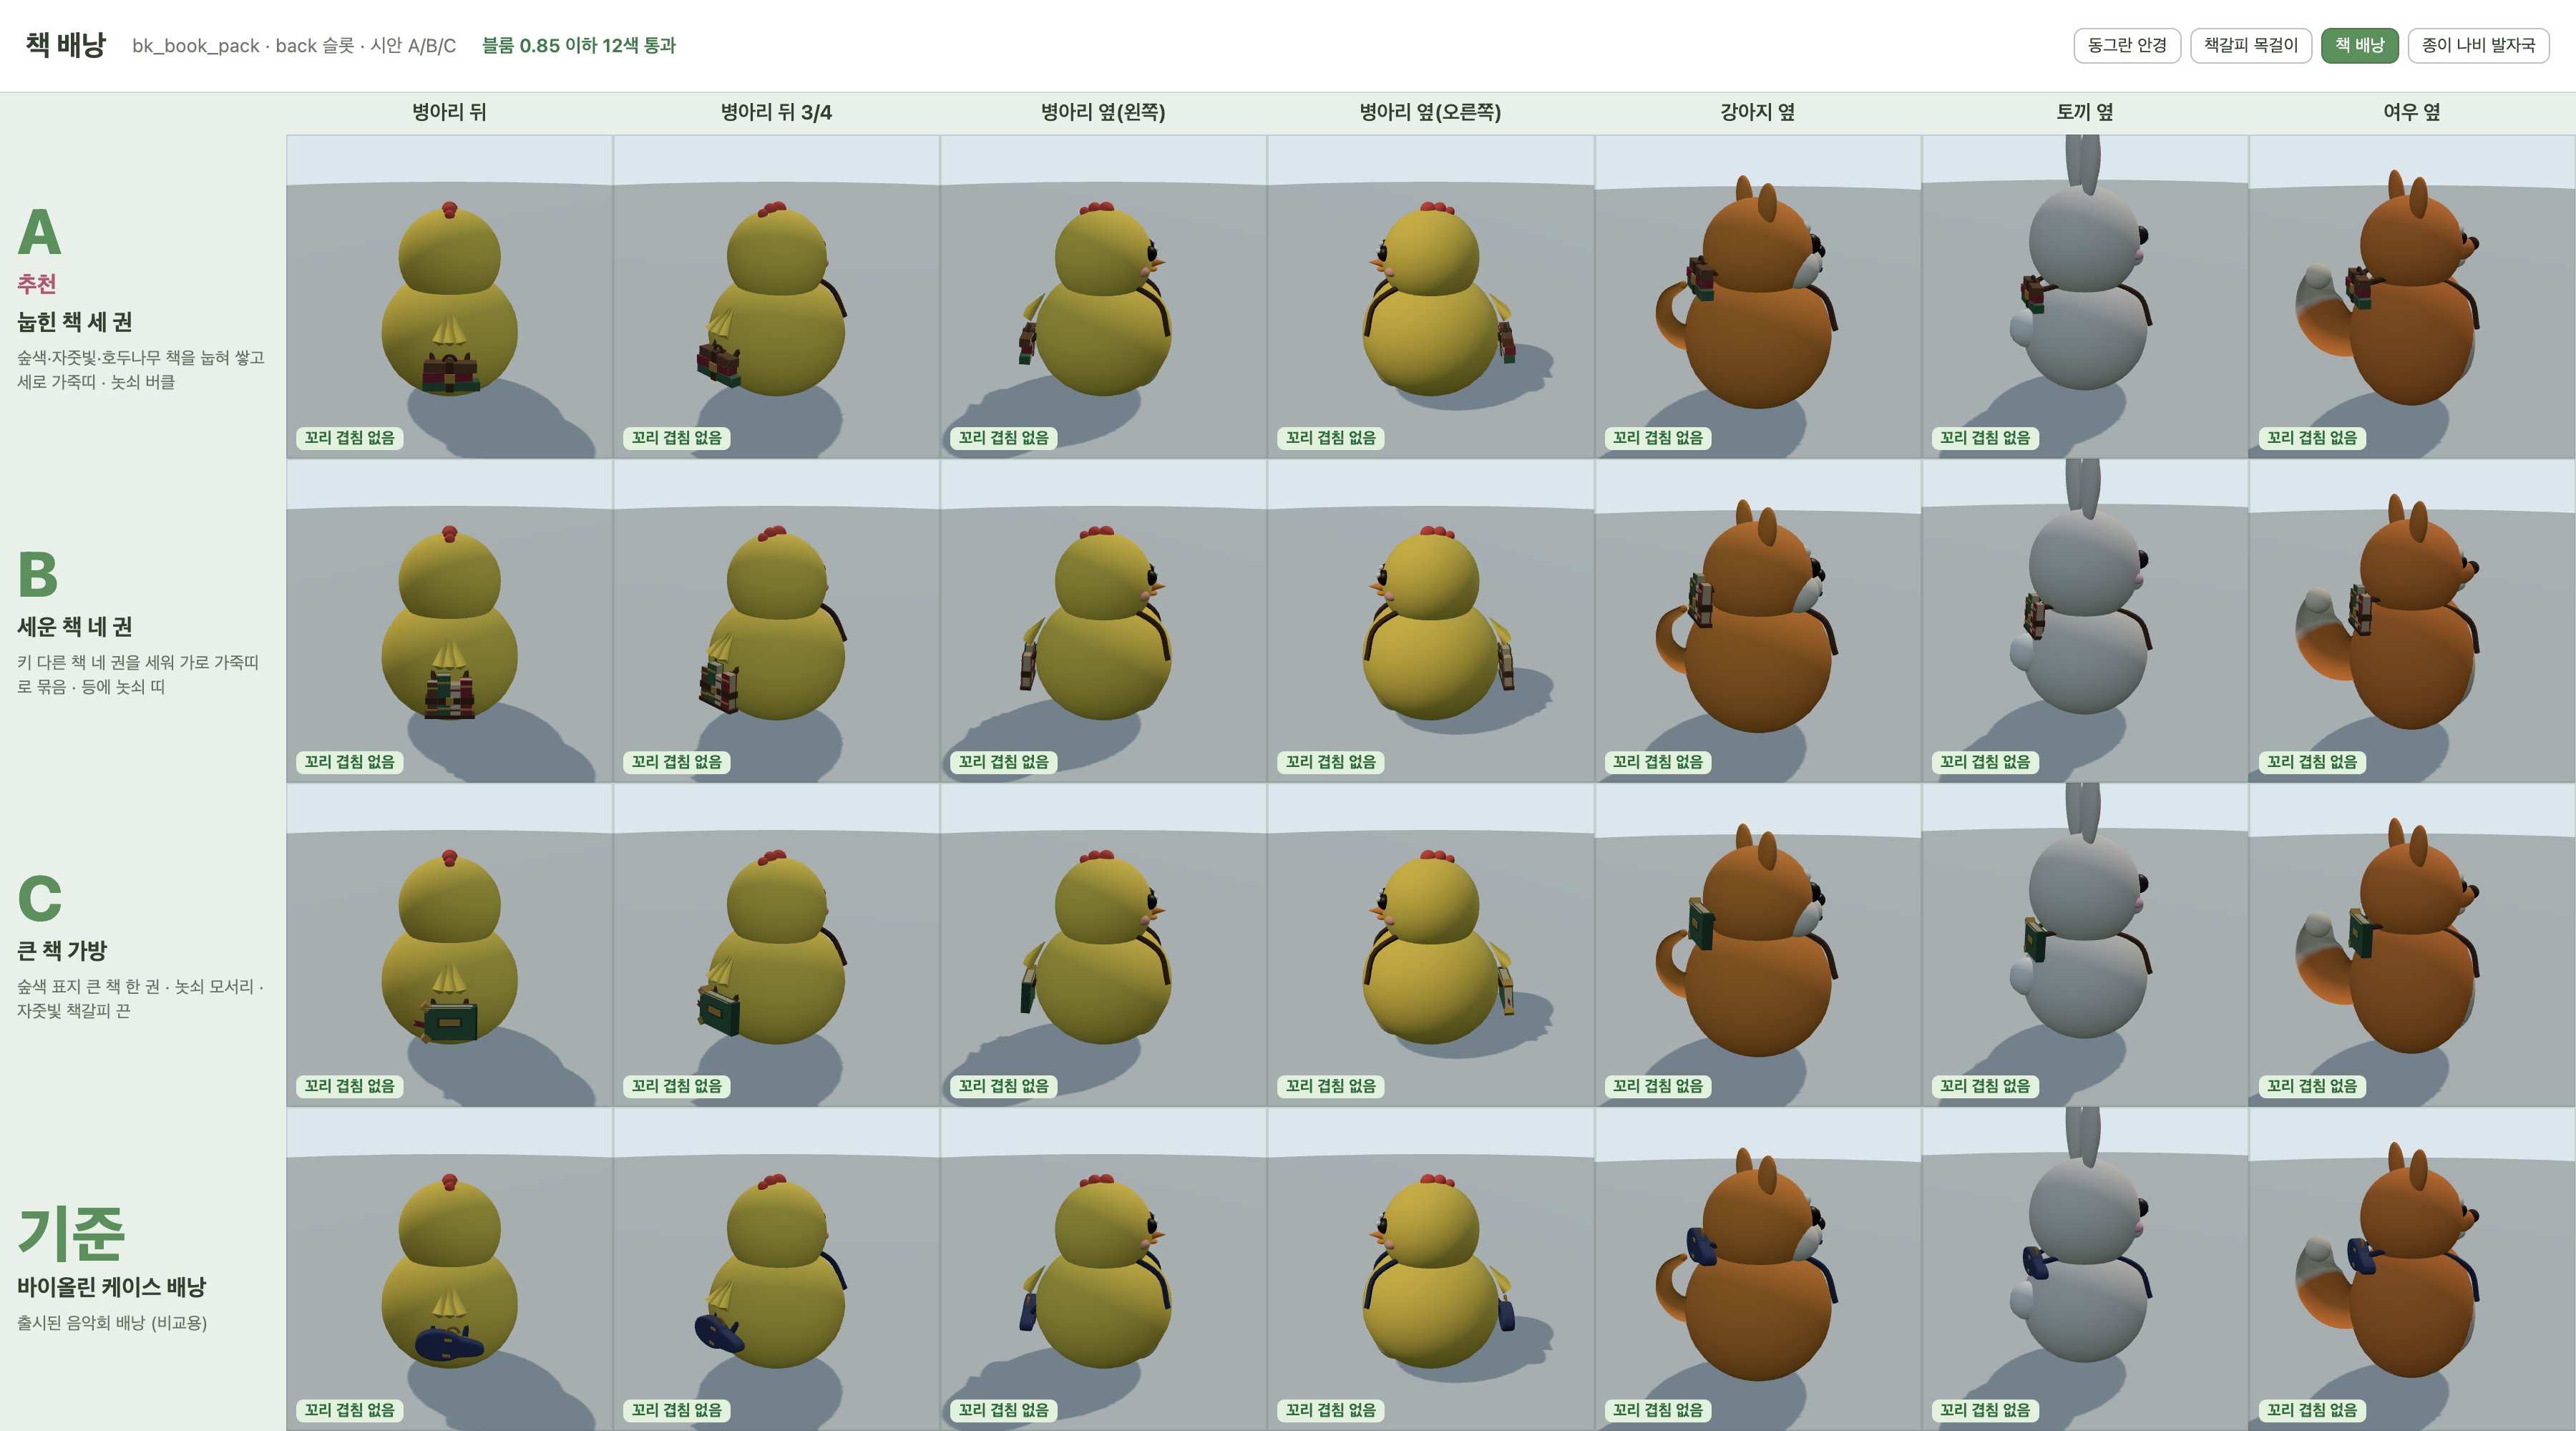 책 배낭 bk_book_pack · back 슬롯 · 시안 A/B/C 블룸 0.85 이하 12색 통과 동그란 안경 책갈피 목걸이 책 배낭 종이 나비 발자국
병아리 뒤 병아리 뒤 3/4 병아리 옆(왼쪽) 병아리 옆(오른쪽) 강아지 옆 토끼 옆 여우 옆
A
추천
눕힌 책 세 권
숲색·자줏빛·호두나무 책을 눕혀 쌓고
세로 가죽띠 · 놋쇠 버클
꼬리 겹침 없음 꼬리 겹침 없음 꼬리 겹침 없음 꼬리 겹침 없음 꼬리 겹침 없음 꼬리 겹침 없음 꼬리 겹침 없음
B
세운 책 네 권
키 다른 책 네 권을 세워 가로 가죽띠
로 묶음 · 등에 놋쇠 띠
꼬리 겹침 없음 꼬리 겹침 없음 꼬리 겹침 없음 꼬리 겹침 없음 꼬리 겹침 없음 꼬리 겹침 없음 꼬리 겹침 없음
C
큰 책 가방
숲색 표지 큰 책 한 권 · 놋쇠 모서리 ·
자줏빛 책갈피 끈
꼬리 겹침 없음 꼬리 겹침 없음 꼬리 겹침 없음 꼬리 겹침 없음 꼬리 겹침 없음 꼬리 겹침 없음 꼬리 겹침 없음
기준
바이올린 케이스 배낭
출시된 음악회 배낭 (비교용)
꼬리 겹침 없음 꼬리 겹침 없음 꼬리 겹침 없음 꼬리 겹침 없음 꼬리 겹침 없음 꼬리 겹침 없음 꼬리 겹침 없음